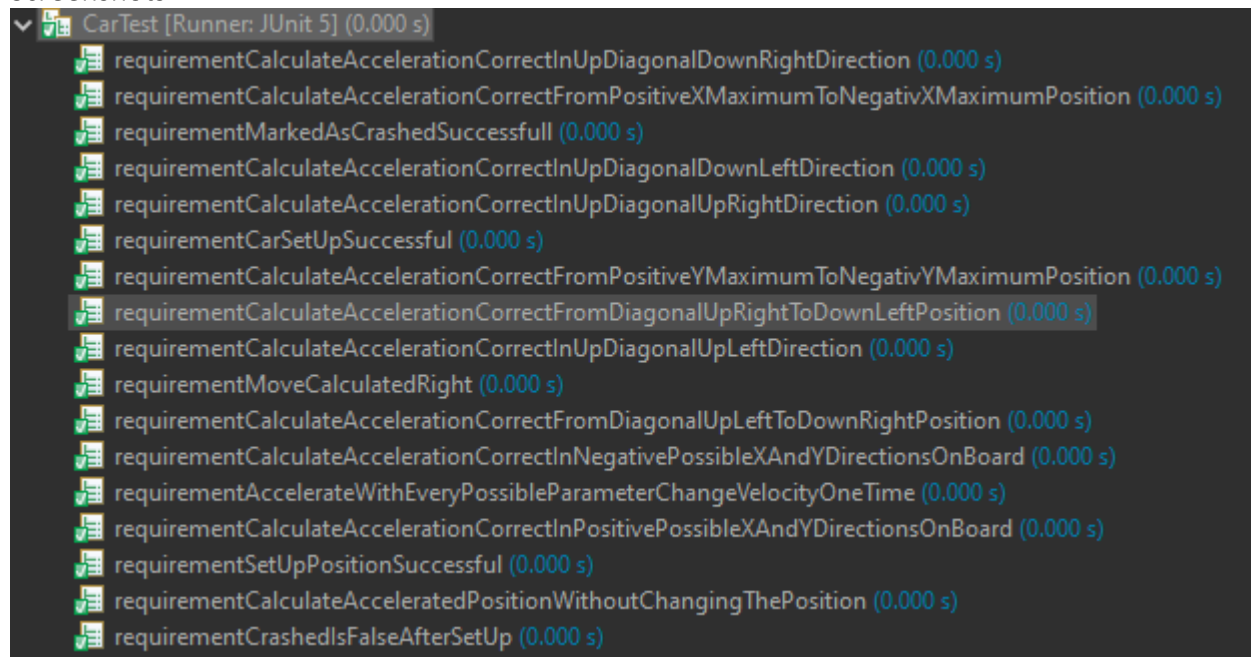 CarTest [Runner: JUnit 5] (0.000 s)
requirementCalculateAccelerationCorrectInUpDiagonalDownRightDirection (0.000 s)
requirementCalculateAccelerationCorrectFromPositiveXMaximumToNegativXMaximumPosition (0.000 s)
requirementMarkedAsCrashedSuccessfull (0.000 s)
requirementCalculateAccelerationCorrectInUpDiagonalDownLeftDirection (0.000 s)
requirementCalculateAccelerationCorrectInUpDiagonalUpRightDirection (0.000 s)
requirementCarSetUpSuccessful (0.000 s)
requirementCalculateAccelerationCorrectFromPositiveYMaximumToNegativYMaximumPosition (0.000 s)
requirementCalculateAccelerationCorrectFromDiagonalUpRightToDownLeftPosition (0.000 s)
requirementCalculateAccelerationCorrectInUpDiagonalUpLeftDirection (0.000 s)
requirementMoveCalculatedRight (0.000 s)
requirementCalculateAccelerationCorrectFromDiagonalUpLeftToDownRightPosition (0.000 s)
requirementCalculateAccelerationCorrectInNegativePossibleXAndYDirectionsOnBoard (0.000 s)
requirementAccelerateWithEveryPossibleParameterChangeVelocityOneTime (0.000 s)
requirementCalculateAccelerationCorrectInPositivePossibleXAndYDirectionsOnBoard (0.000 s)
requirementSetUpPositionSuccessful (0.000 s)
requirementCalculateAcceleratedPositionWithoutChangingThePosition (0.000 s)
requirementCrashedIsFalseAfterSetUp (0.000 s)